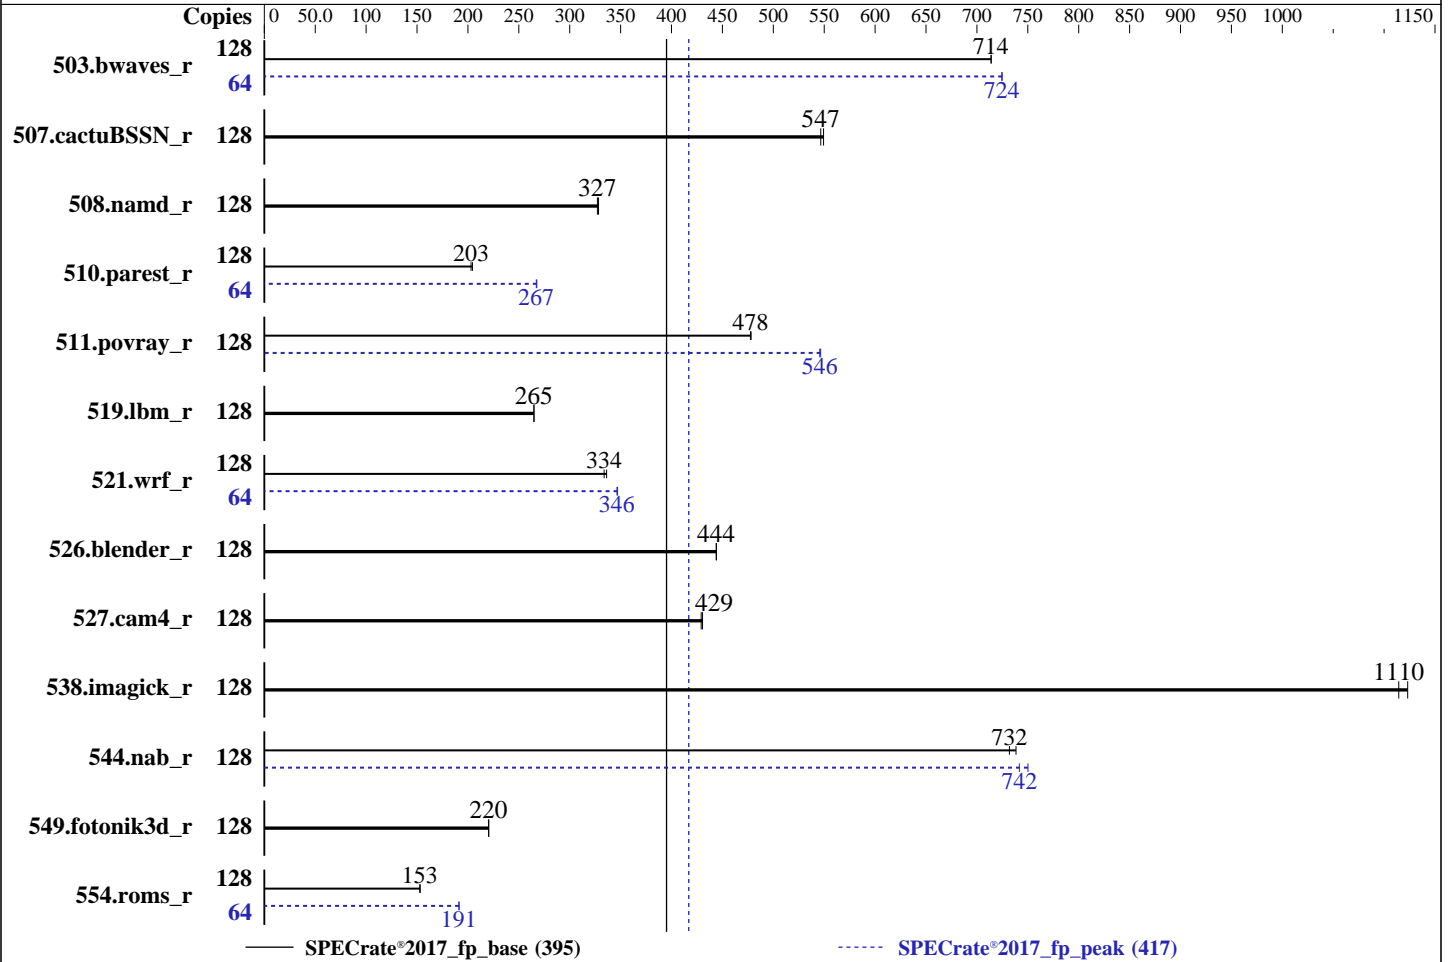 Copies 0 50.0 100 150 200 250 300 350 400 450 500 550 600 650 700 750 800 850 900 950 1000 1150
503.bwaves_r 128 714
64 724
507.cactuBSSN_r 128 547
508.namd_r 128 327
510.parest_r 128 203
64 267
511.povray_r 128 478
546
519.lbm_r 128 265
521.wrf_r 128 334
64 346
526.blender_r 128 444
527.cam4_r 128 429
538.imagick_r 128 1110
544.nab_r 128 732
742
549.fotonik3d_r 128 220
554.roms_r 128 153
64 191
SPECrate®2017_fp_base (395) SPECrate®2017_fp_peak (417)